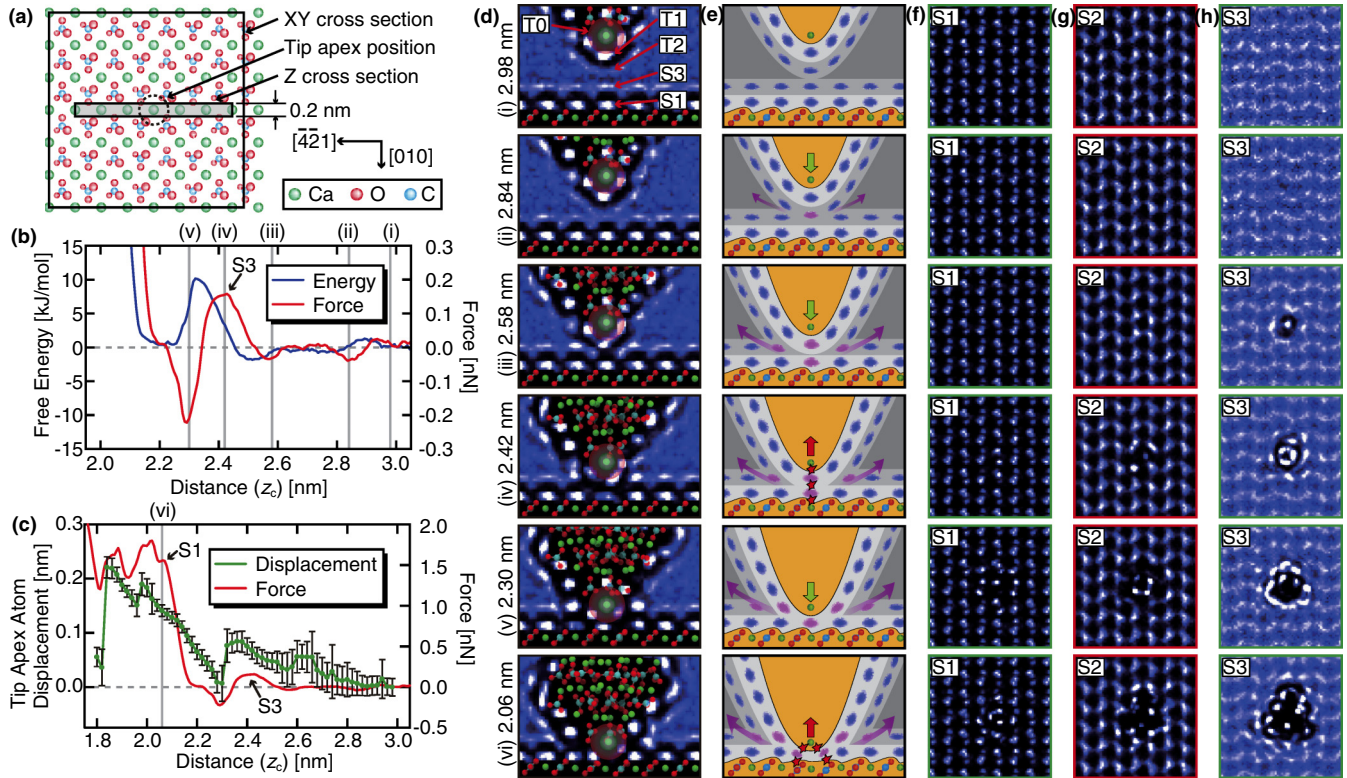 (a)
XY cross section
Tip apex position
Z cross section
0.2 nm
[4̄2̄1]
[010]
Ca O C
(b)
(v) (iv) (iii) (ii) (i)
S3
Energy
Force
15
10
5
0
-5
-10
-15
Free Energy [kJ/mol]
0.3
0.2
0.1
0.0
-0.1
-0.2
-0.3
Force [nN]
2.0 2.2 2.4 2.6 2.8 3.0
Distance (zc) [nm]
(c)
(vi)
S1
Displacement
Force
S3
0.3
0.2
0.1
0.0
Tip Apex Atom
Displacement [nm]
2.0
1.5
1.0
0.5
0.0
-0.5
Force [nN]
1.8 2.0 2.2 2.4 2.6 2.8 3.0
Distance (zc) [nm]
(d) (e) (f) (g) (h)
T0
T1
T2
S3
S1
(i) 2.98 nm
S1 S2 S3
(ii) 2.84 nm
S1 S2 S3
(iii) 2.58 nm
S1 S2 S3
(iv) 2.42 nm
S1 S2 S3
(v) 2.30 nm
S1 S2 S3
(vi) 2.06 nm
S1 S2 S3